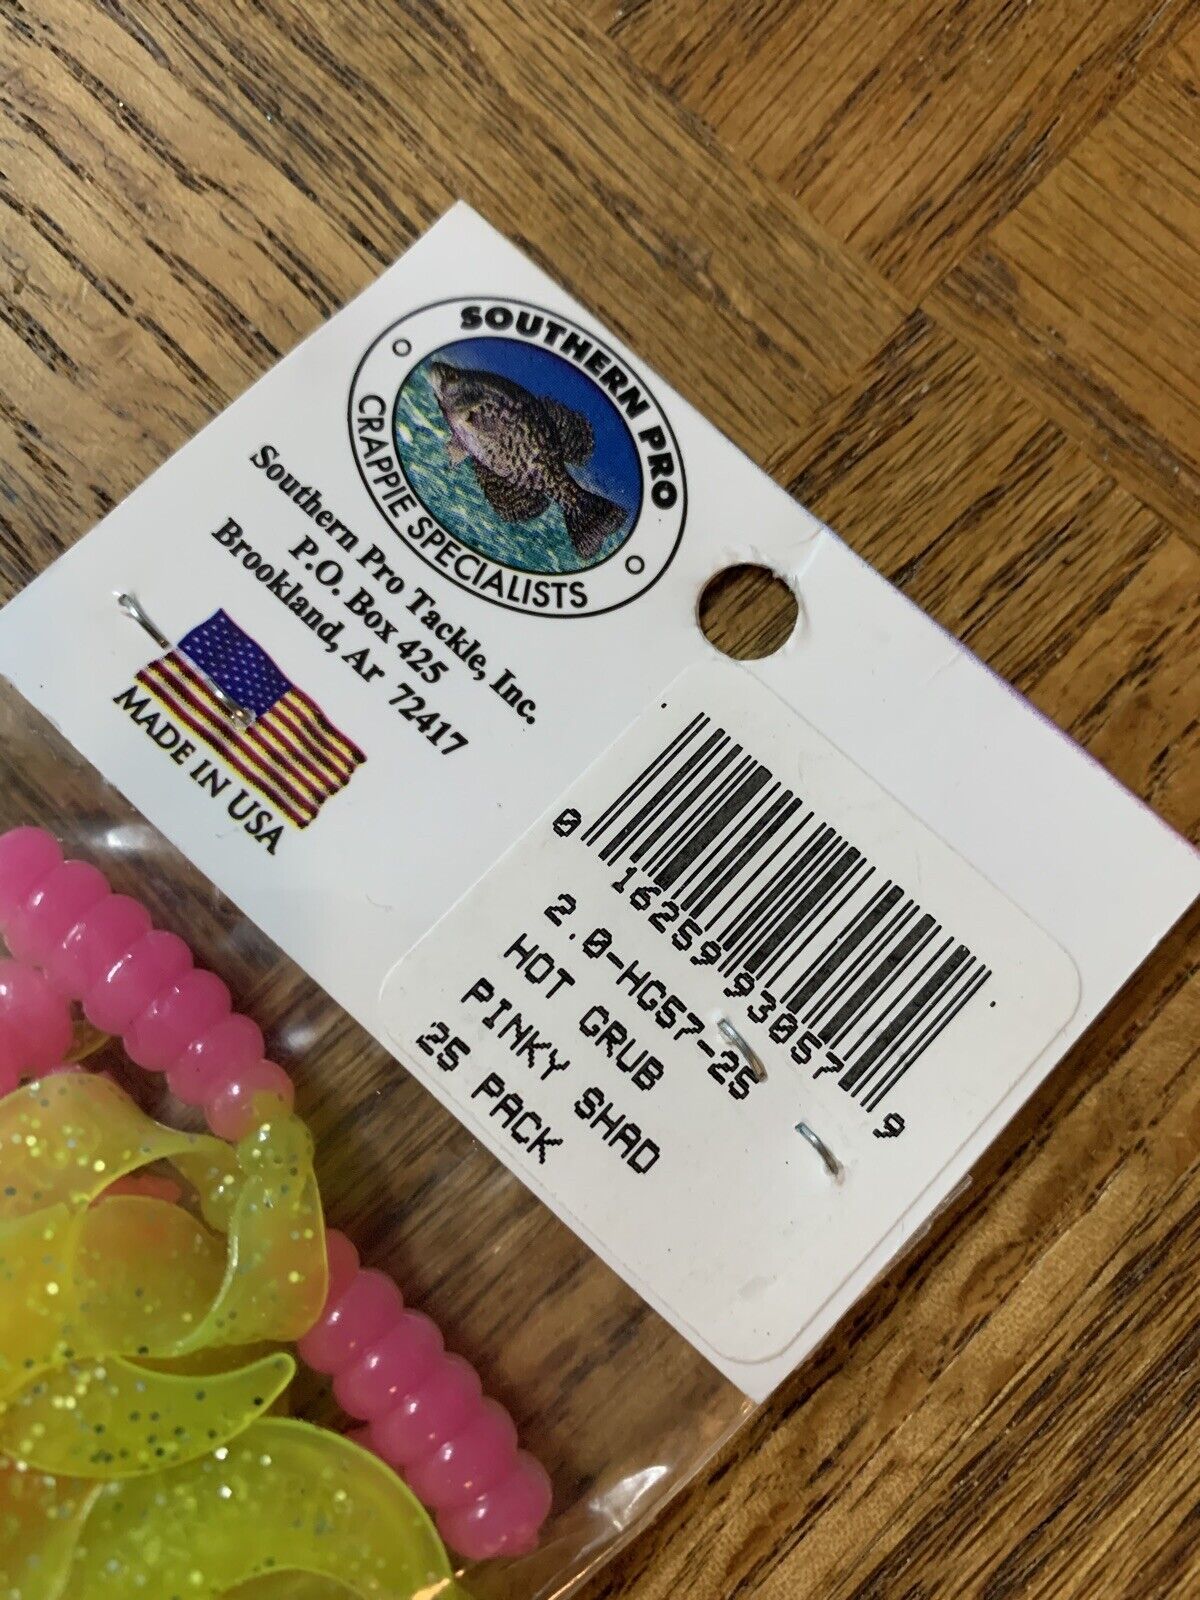 SOUTHERN PRO
CRAPPIE SPECIALISTS
Southern Pro Tackle, Inc.
P.O. Box 425
Brookland, Ar 72417
MADE IN USA
0 16259 93057 9
2.0-HG57-25
HOT GRUB
PINKY SHAD
25 PACK